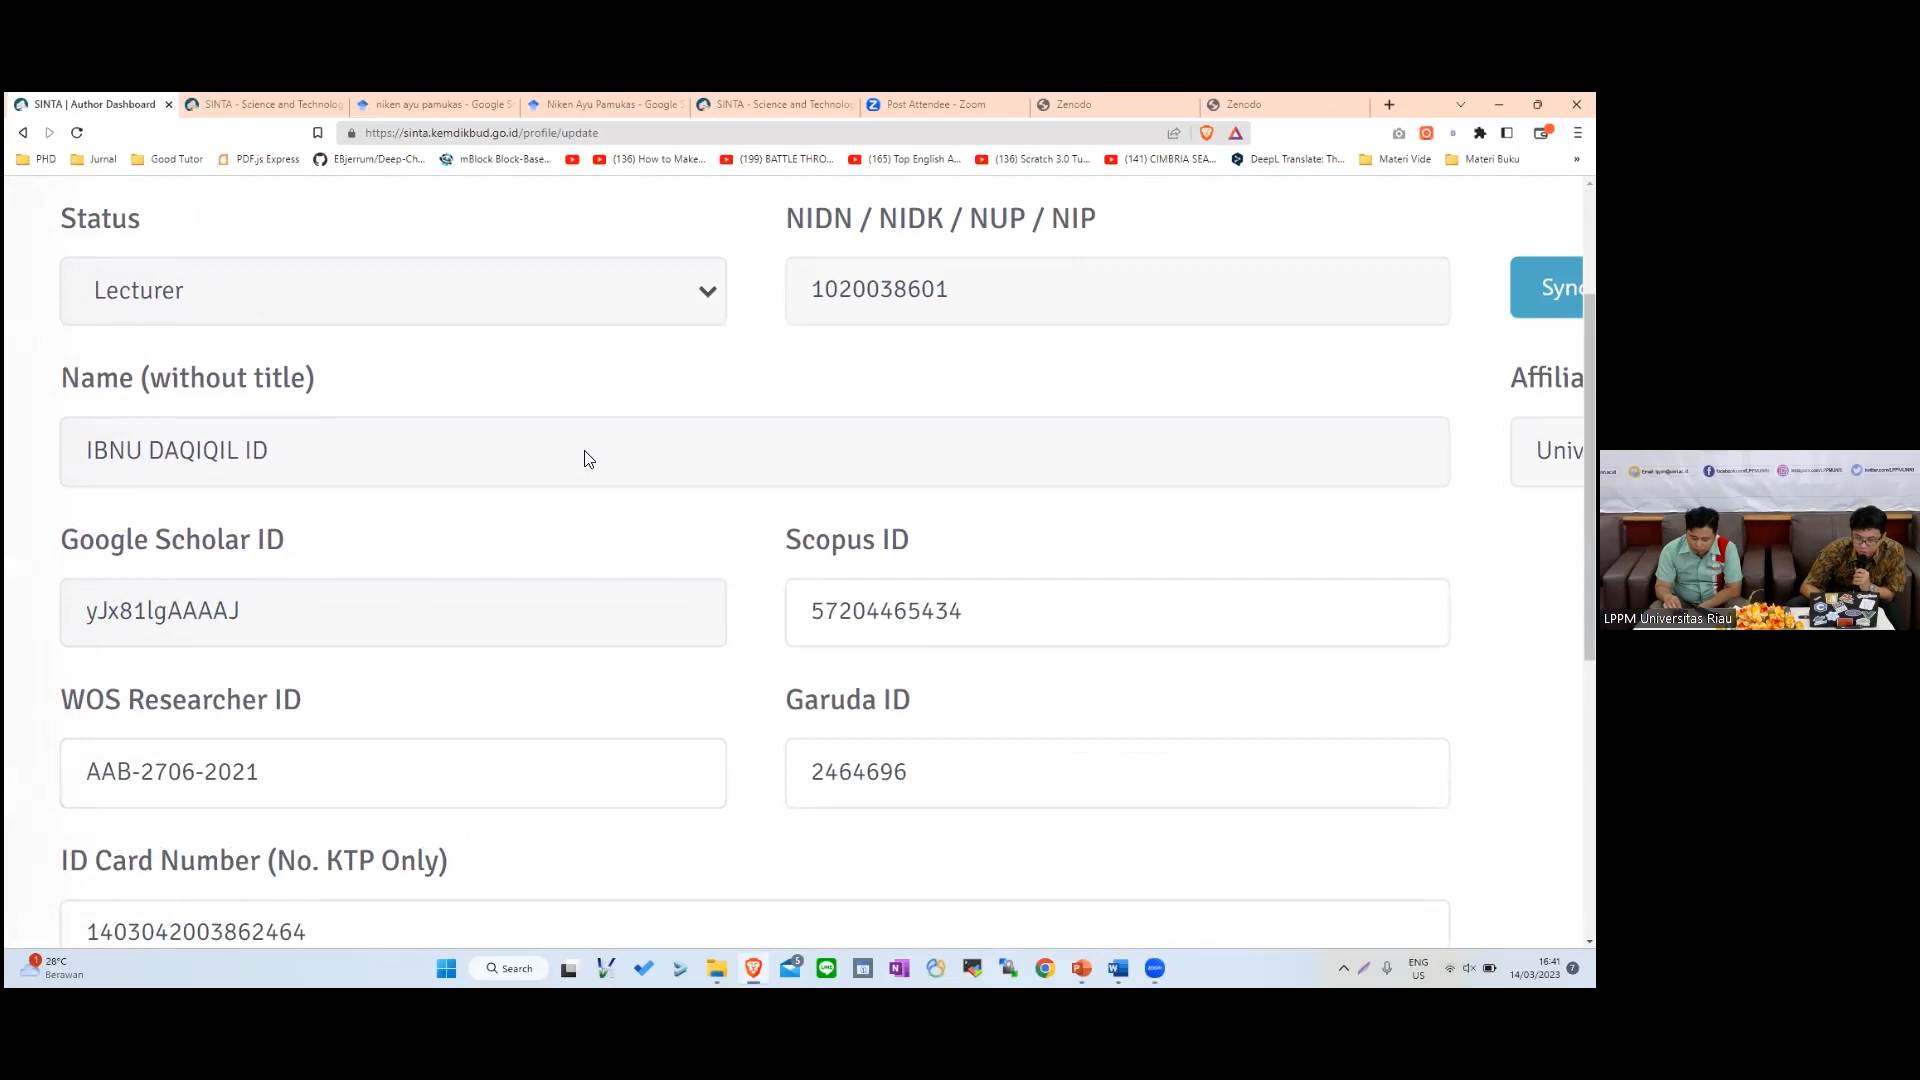 SINTA | Author Dashboard
SINTA - Science and Technolog
niken ayu pamukas - Google S
Niken Ayu Pamukas - Google S
SINTA - Science and Technolog
Post Attendee - Zoom
Zenodo
Zenodo
https://sinta.kemdikbud.go.id/profile/update
PHD
Jurnal
Good Tutor
PDF.js Express
EBjerrum/Deep-Ch...
mBlock Block-Base...
(136) How to Make...
(199) BATTLE THRO...
(165) Top English A...
(136) Scratch 3.0 Tu...
(141) CIMBRIA SEA...
DeepL Translate: Th...
Materi Vide
Materi Buku
»
Status
NIDN / NIDK / NUP / NIP
Lecturer
1020038601
Sync
Name (without title)
Affilia
IBNU DAQIQIL ID
Univ
Google Scholar ID
Scopus ID
yJx81lgAAAAJ
57204465434
WOS Researcher ID
Garuda ID
AAB-2706-2021
2464696
ID Card Number (No. KTP Only)
1403042003862464
LPPM Universitas Riau
1
28°C
Berawan
Search
5
ENG
US
16:41
14/03/2023
7